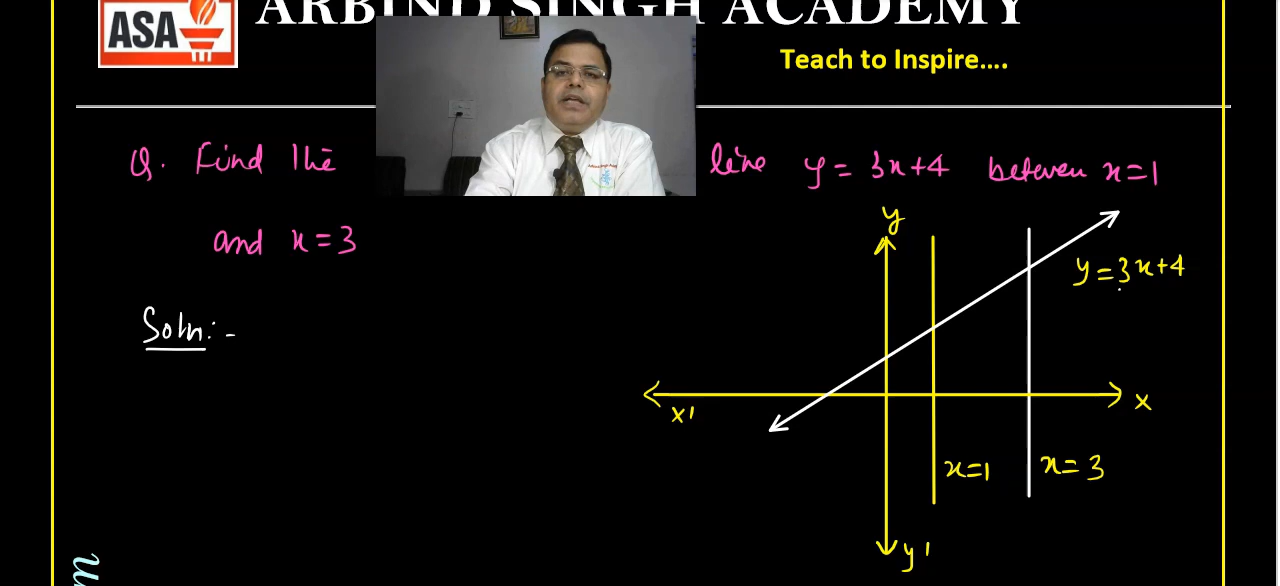 ASA
ARBIND SINGH ACADEMY
Teach to Inspire....
Q. Find the line y = 3x+4 between x=1
and x=3
Soln:-
y
y=3x+4
x' x
x=1 x=3
y'
m